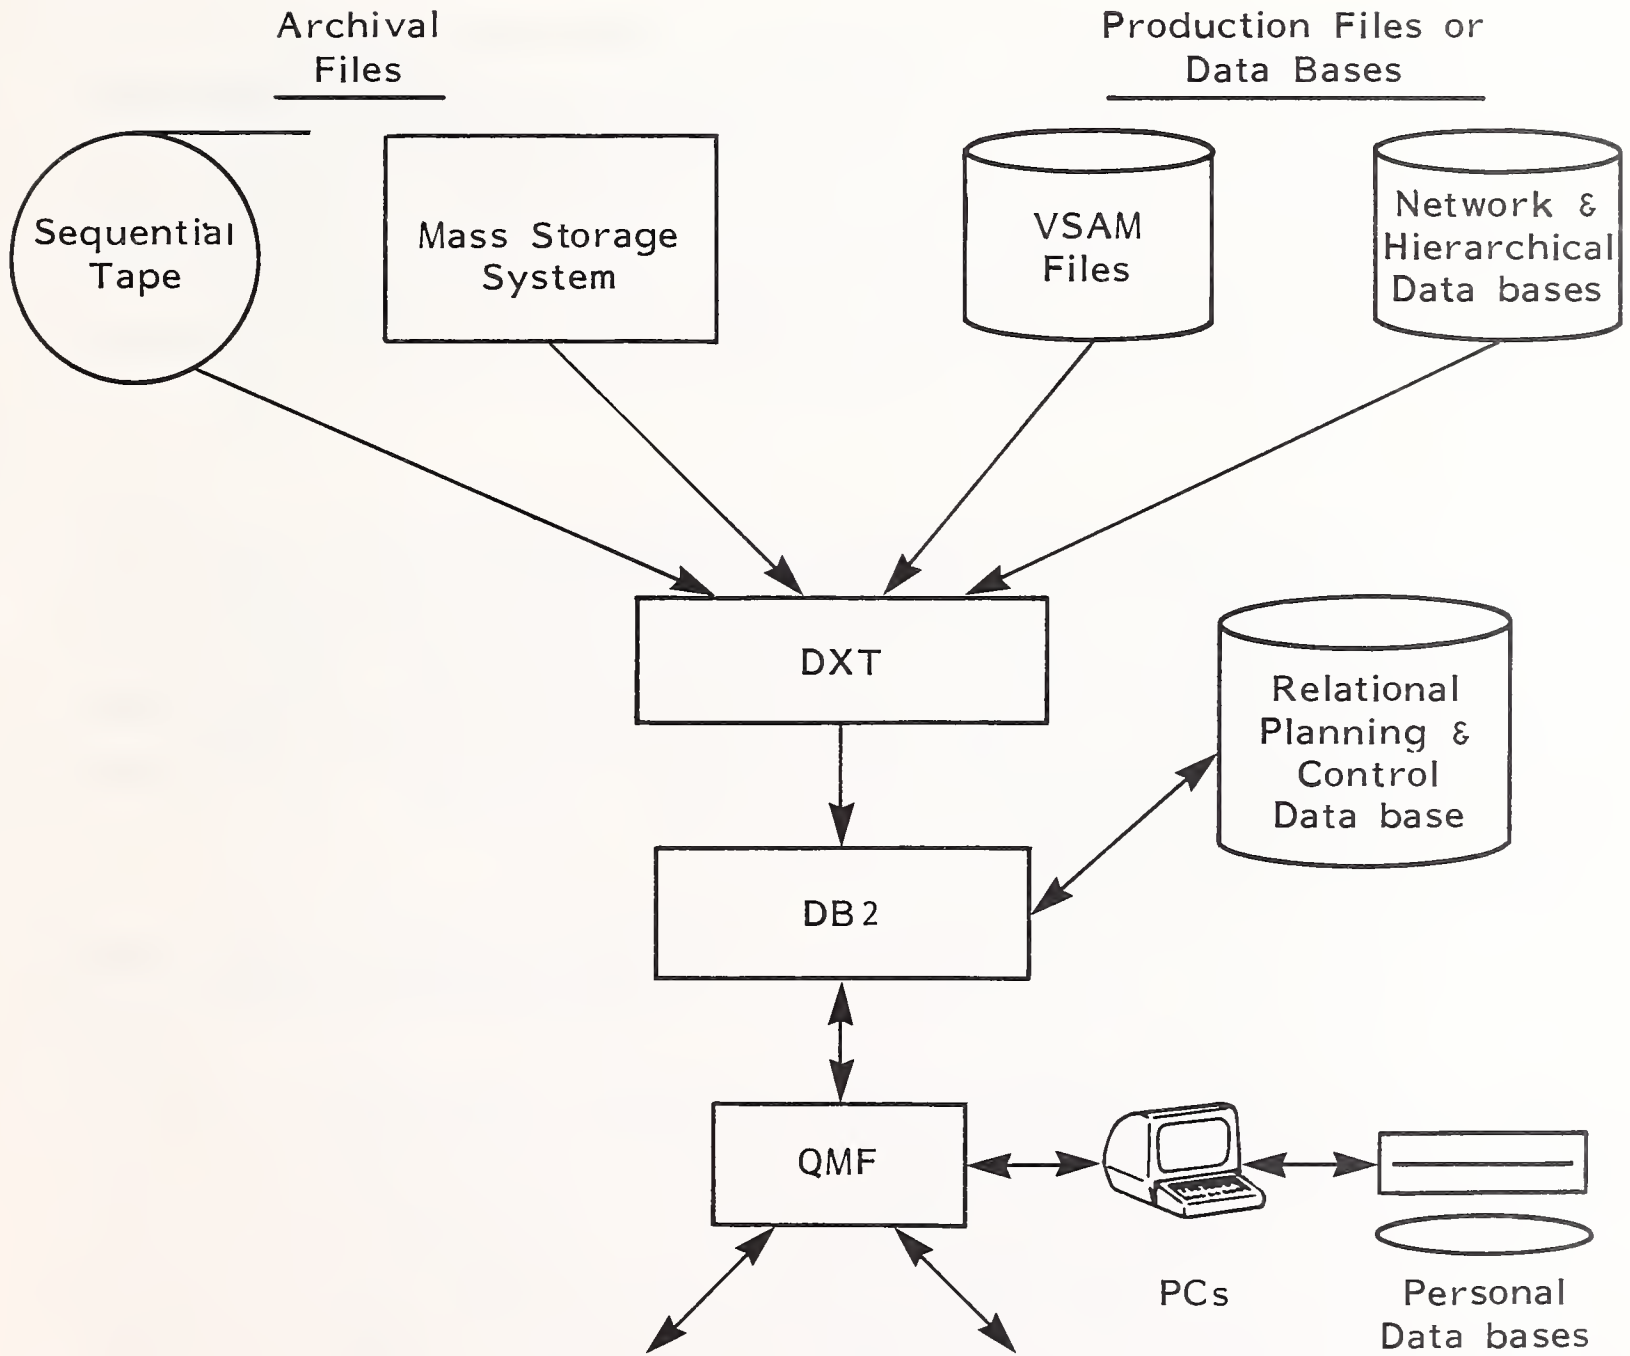 Archival
Files
Production Files or
Data Bases
Sequential
Tape
Mass Storage
System
VSAM
Files
Network &
Hierarchical
Data bases
DXT
Relational
Planning &
Control
Data base
DB2
QMF
PCs
Personal
Data bases